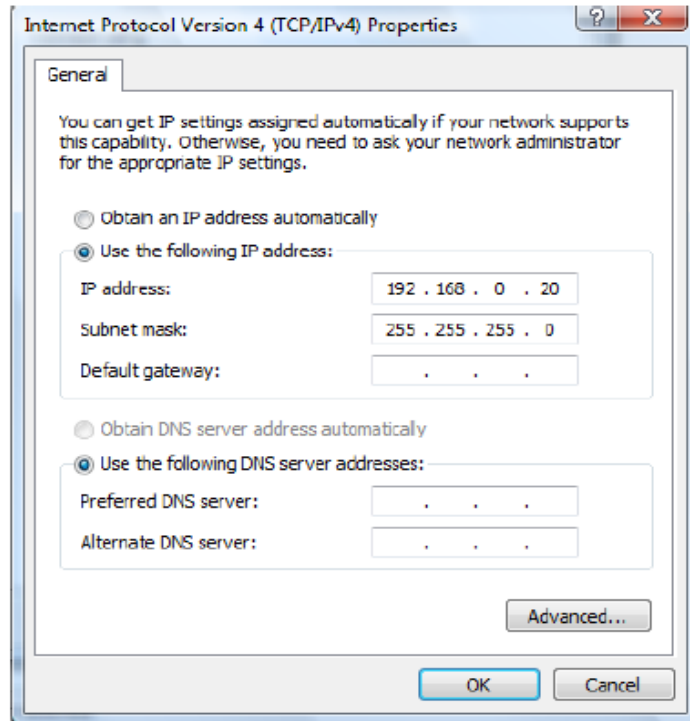 Internet Protocol Version 4 (TCP/IPv4) Properties
?
X
General
You can get IP settings assigned automatically if your network supports
this capability. Otherwise, you need to ask your network administrator
for the appropriate IP settings.
Obtain an IP address automatically
Use the following IP address:
IP address: 192 . 168 . 0 . 20
Subnet mask: 255 . 255 . 255 . 0
Default gateway: . . .
Obtain DNS server address automatically
Use the following DNS server addresses:
Preferred DNS server: . . .
Alternate DNS server: . . .
Advanced...
OK Cancel